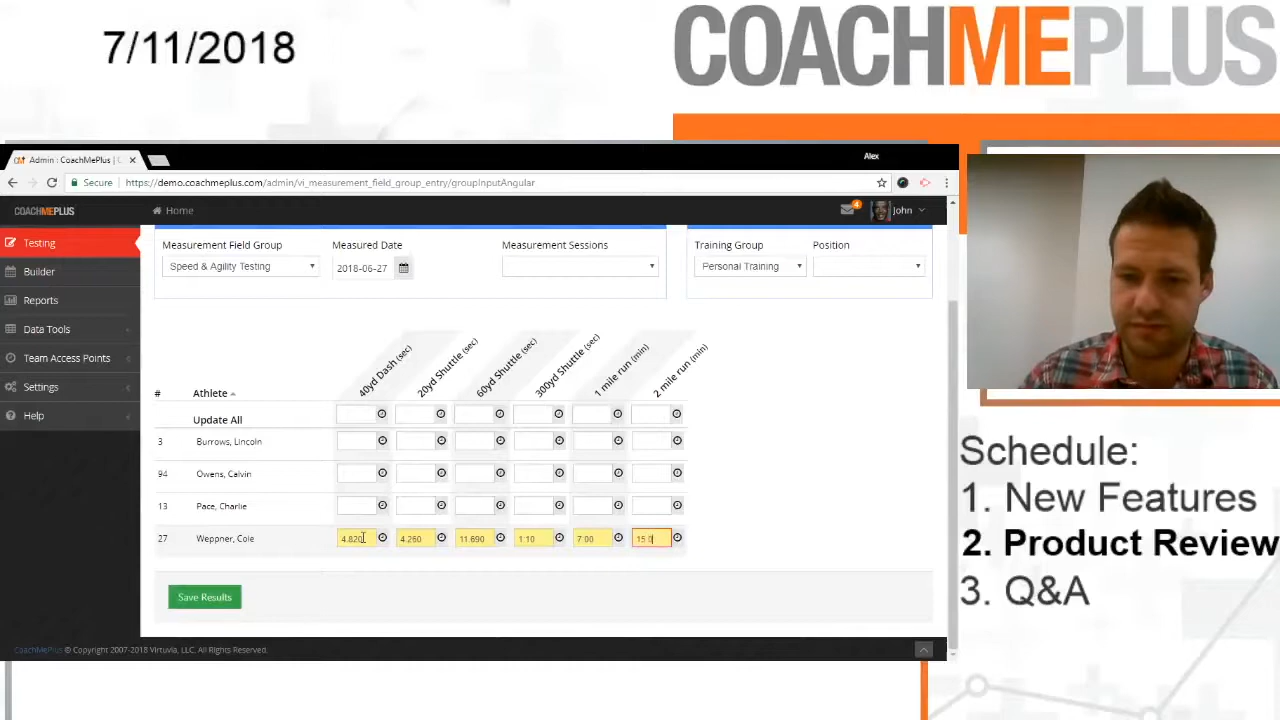 7/11/2018
COACHMEPLUS
Admin : CoachMePlus | C
Alex
Secure
https://demo.coachmeplus.com/admin/vi_measurement_field_group_entry/groupInputAngular
COACHMEPLUS
Home
4
John
Testing
Builder
Reports
Data Tools
Team Access Points
Settings
Help
Measurement Field Group
Measured Date
Measurement Sessions
Training Group
Position
Speed & Agility Testing
2018-06-27
Personal Training
# Athlete 40yd Dash (sec) 20yd Shuttle (sec) 60yd Shuttle (sec) 300yd Shuttle (sec) 1 mile run (min) 2 mile run (min)
Update All
3 Burrows, Lincoln
94 Owens, Calvin
13 Pace, Charlie
27 Weppner, Cole 4.820 4.260 11.690 1:10 7:00 15 0
Save Results
CoachMePlus © Copyright 2007-2018 Virtuvia, LLC. All Rights Reserved.
Schedule:
1. New Features
2. Product Review
3. Q&A